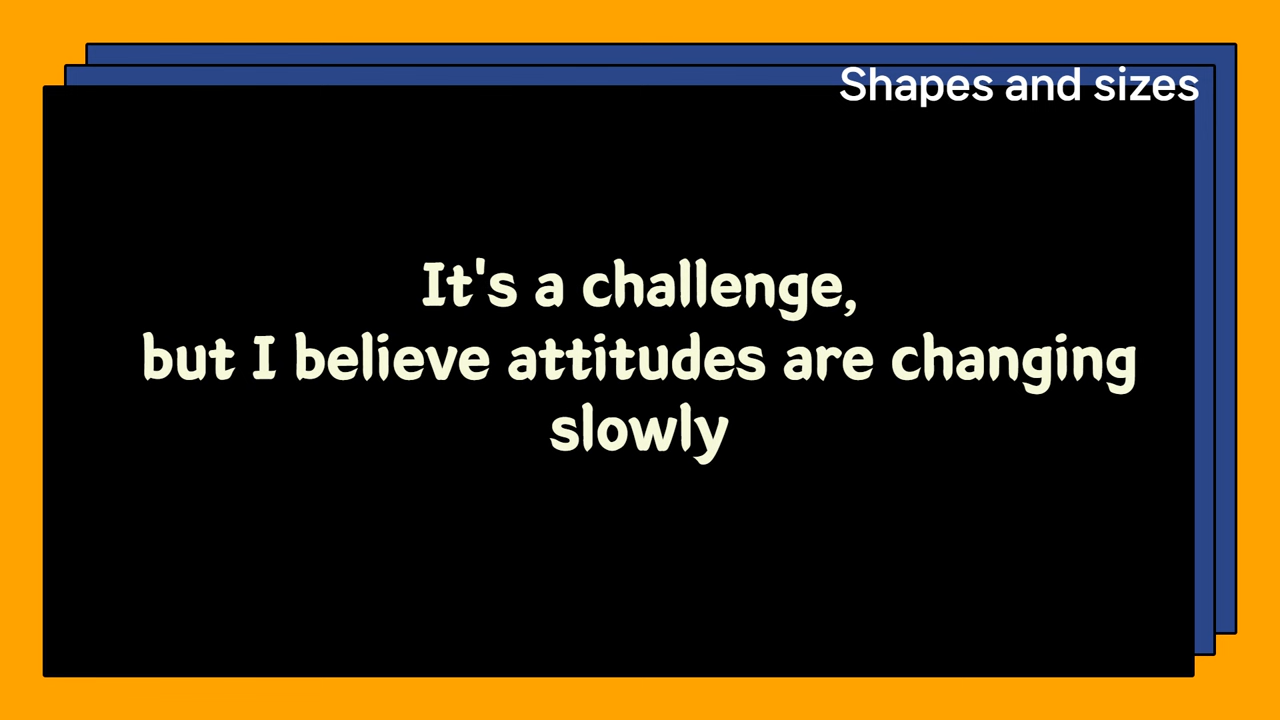 Shapes and sizes
It's a challenge,
but I believe attitudes are changing
slowly